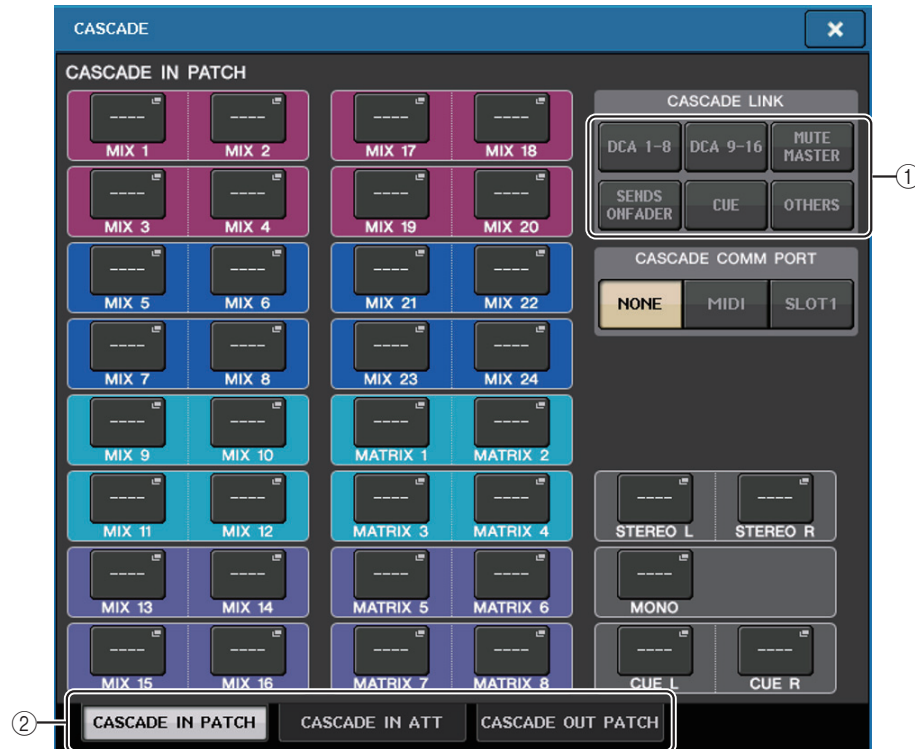 CASCADE
CASCADE IN PATCH
---- ---- ---- ----
MIX 1 MIX 2 MIX 17 MIX 18
---- ---- ---- ----
MIX 3 MIX 4 MIX 19 MIX 20
---- ---- ---- ----
MIX 5 MIX 6 MIX 21 MIX 22
---- ---- ---- ----
MIX 7 MIX 8 MIX 23 MIX 24
---- ---- ---- ----
MIX 9 MIX 10 MATRIX 1 MATRIX 2
---- ---- ---- ----
MIX 11 MIX 12 MATRIX 3 MATRIX 4
---- ---- ---- ----
MIX 13 MIX 14 MATRIX 5 MATRIX 6
---- ---- ---- ----
MIX 15 MIX 16 MATRIX 7 MATRIX 8
CASCADE LINK
DCA 1-8 DCA 9-16 MUTE MASTER
SENDS ONFADER CUE OTHERS
①
CASCADE COMM PORT
NONE MIDI SLOT1
---- ----
STEREO L STEREO R
----
MONO
---- ----
CUE L CUE R
②
CASCADE IN PATCH CASCADE IN ATT CASCADE OUT PATCH